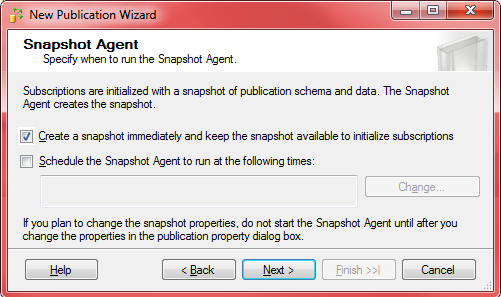 New Publication Wizard
Snapshot Agent
Specify when to run the Snapshot Agent.
Subscriptions are initialized with a snapshot of publication schema and data. The Snapshot
Agent creates the snapshot.
Create a snapshot immediately and keep the snapshot available to initialize subscriptions
Schedule the Snapshot Agent to run at the following times:
Change...
If you plan to change the snapshot properties, do not start the Snapshot Agent until after you
change the properties in the publication property dialog box.
Help
< Back
Next >
Finish >>|
Cancel